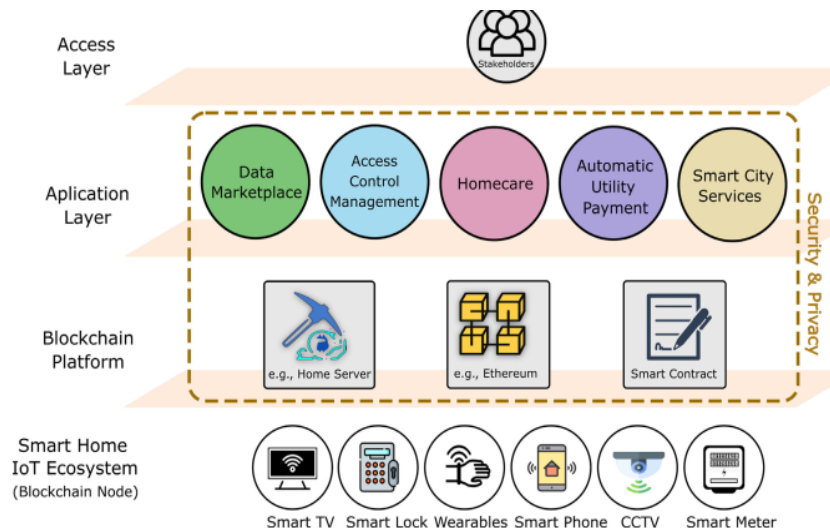 Access
Layer
Stakeholders
Aplication
Layer
Data
Marketplace
Access
Control
Management
Homecare
Automatic
Utility
Payment
Smart City
Services
Security & Privacy
Blockchain
Platform
e.g., Home Server
e.g., Ethereum
Smart Contract
Smart Home
IoT Ecosystem
(Blockchain Node)
Smart TV
Smart Lock
Wearables
Smart Phone
CCTV
Smart Meter